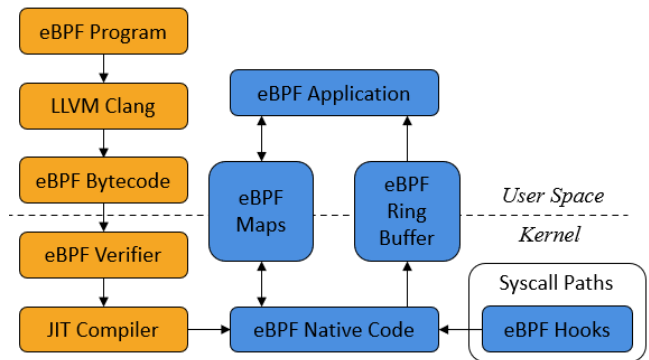 eBPF Program
LLVM Clang
eBPF Bytecode
eBPF Verifier
JIT Compiler
eBPF Application
eBPF
Maps
eBPF
Ring
Buffer
User Space
Kernel
Syscall Paths
eBPF Hooks
eBPF Native Code